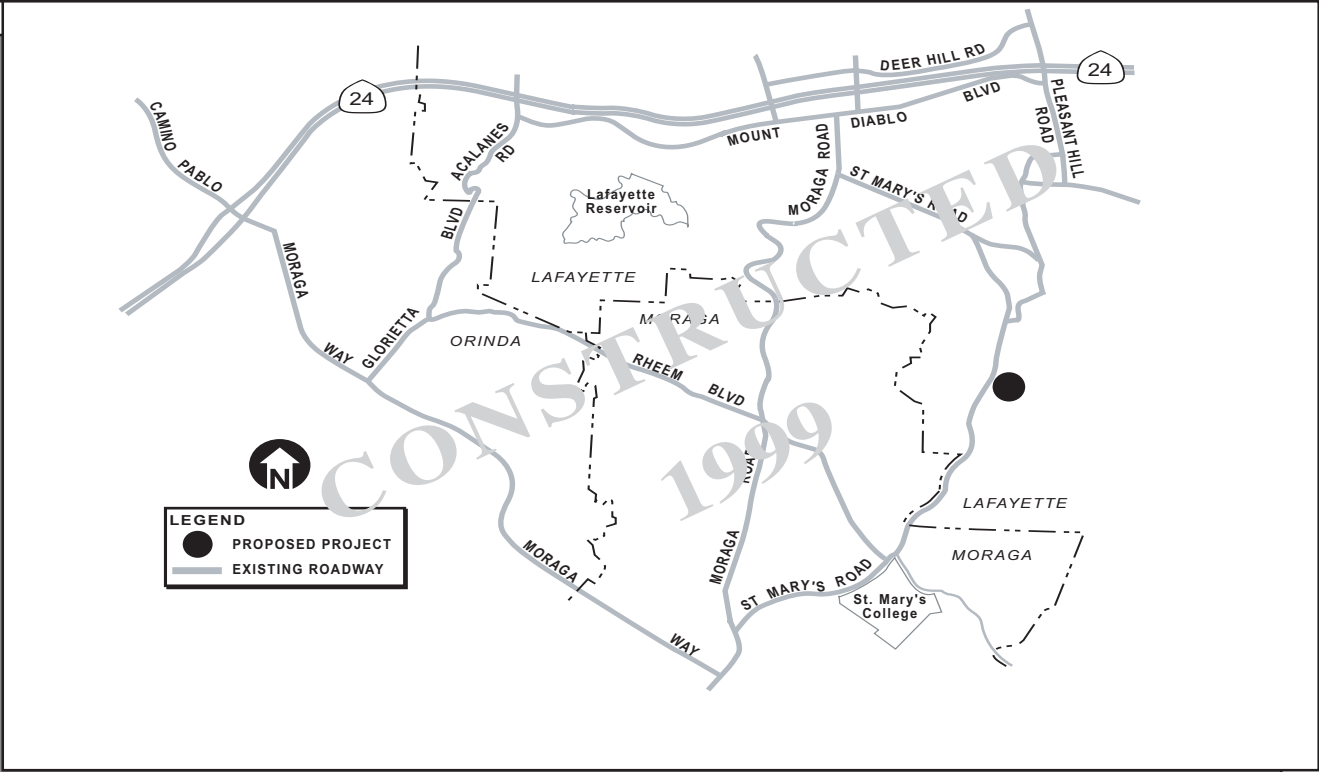 DEER HILL RD
24
24
CAMINO
PABLO
ACALANES
RD
MOUNT
DIABLO
BLVD
PLEASANT HILL
ROAD
MORAGA ROAD
ST MARY'S ROAD
Lafayette
Reservoir
BLVD
GLORIETTA
MORAGA
WAY
LAFAYETTE
MORAGA
ORINDA
RHEEM
BLVD
CONSTRUCTED
1999
N
LEGEND
PROPOSED PROJECT
EXISTING ROADWAY
MORAGA
WAY
MORAGA
ROAD
ST MARY'S ROAD
St. Mary's
College
LAFAYETTE
MORAGA